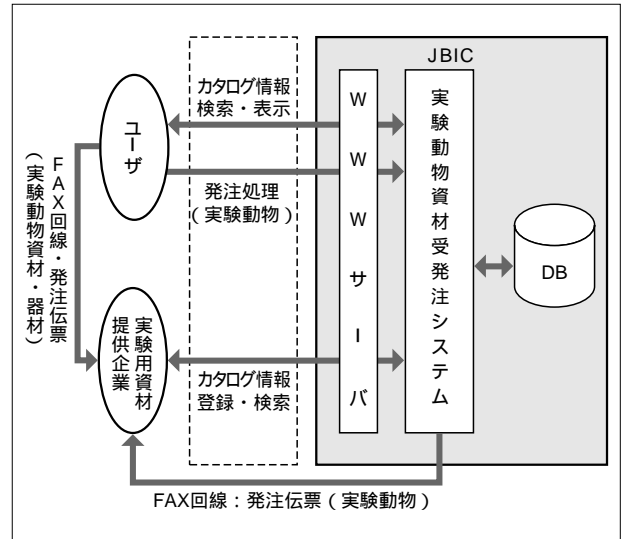 JBIC
カタログ情報
検索・表示
ユーザ
発注処理
(実験動物)
WWWサーバ
実験動物資材受発注システム
DB
FAX回線・発注伝票
(実験動物資材・器材)
実験用資材
提供企業
カタログ情報
登録・検索
FAX回線:発注伝票(実験動物)